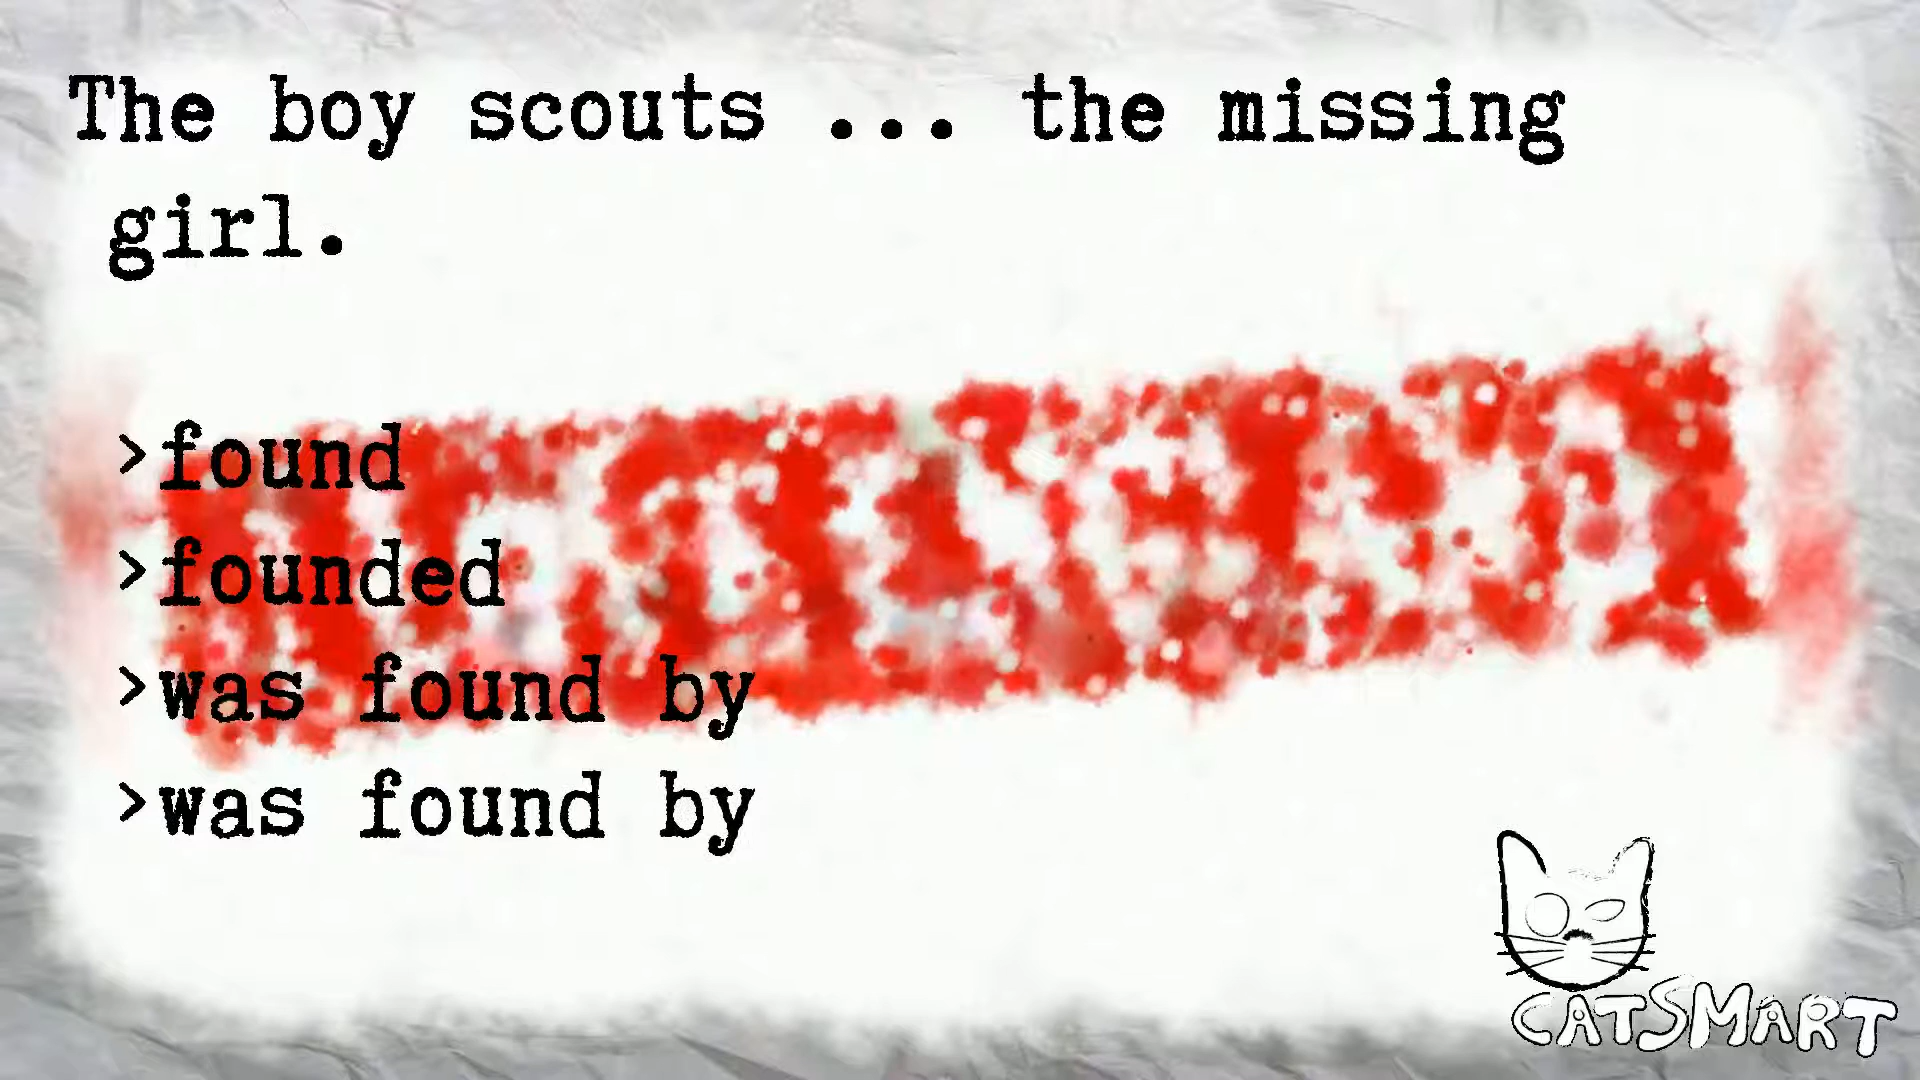 The boy scouts ... the missing
girl.
>found
>founded
>was found by
>was found by
CATSMART